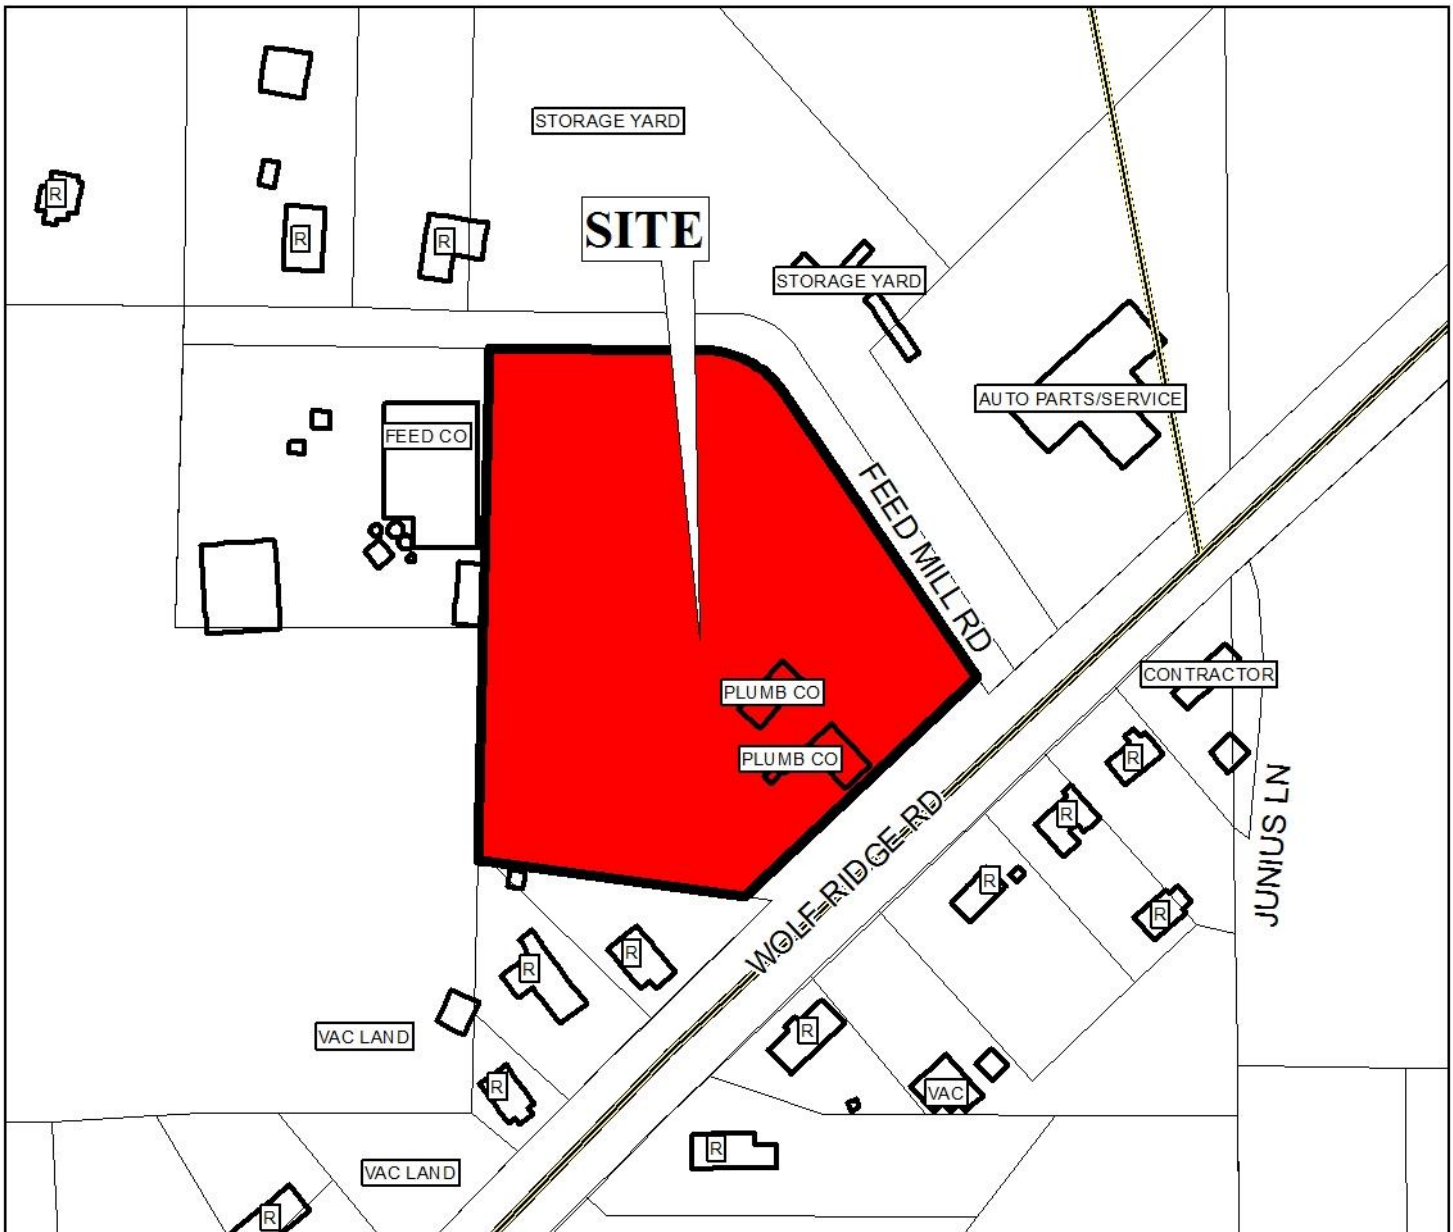 STORAGE YARD
R
SITE
R
R
STORAGE YARD
AUTO PARTS/SERVICE
FEED CO
FEED MILL RD
CONTRACTOR
PLUMB CO
PLUMB CO
R
R
JUNIUS LN
WOLF RIDGE RD
R
R
R
R
R
VAC LAND
R
VAC
R
R
VAC LAND
R